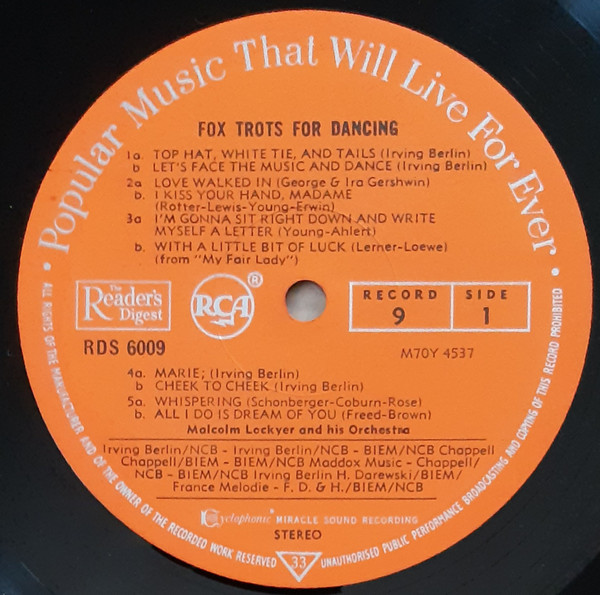 Popular Music That Will Live For Ever
FOX TROTS FOR DANCING
1a. TOP HAT, WHITE TIE, AND TAILS (Irving Berlin)
b LET'S FACE THE MUSIC AND DANCE (Irving Berlin)
2a LOVE WALKED IN (George & Ira Gershwin)
b. I KISS YOUR HAND, MADAME
(Rotter-Lewis-Young-Erwin)
3a I'M GONNA SIT RIGHT DOWN AND WRITE
MYSELF A LETTER (Young-Ahlert)
b. WITH A LITTLE BIT OF LUCK (Lerner-Loewe)
(from "My Fair Lady")
The
Reader's
Digest
RCA ®
RECORD
9
SIDE
1
RDS 6009
M70Y 4537
4a. MARIE; (Irving Berlin)
b CHEEK TO CHEEK (Irving Berlin)
5a. WHISPERING (Schonberger-Coburn-Rose)
b. ALL I DO IS DREAM OF YOU (Freed-Brown)
Malcolm Lockyer and his Orchestra
Irving Berlin/NCB - Irving Berlin/NCB - BIEM/NCB Chappell
Chappell/BIEM - BIEM/NCB Maddox Music - Chappell/
NCB - BIEM/NCB Irving Berlin H. Darewski/BIEM/
France Melodie - F. D. & H./BIEM/NCB
Cyclophonic MIRACLE SOUND RECORDING
STEREO
33
ALL RIGHTS OF THE MANUFACTURER AND OF THE OWNER OF THE RECORDED WORK RESERVED
UNAUTHORISED PUBLIC PERFORMANCE BROADCASTING AND COPYING OF THIS RECORD PROHIBITED